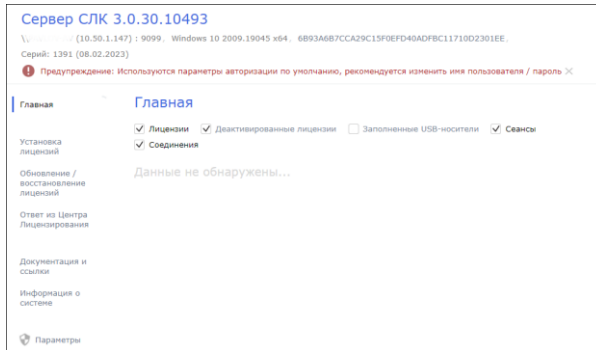 Сервер СЛК 3.0.30.10493
(10.50.1.147) : 9099. Windows 10 2009.19045 x64. 6B93A6B7CCA29C15F0EFD40ADFBC11710D2301EE.
Серий: 1391 (08.02.2023)
Предупреждение: Используются параметры авторизации по умолчанию, рекомендуется изменить имя пользователя / пароль
Главная
Установка
лицензий
Обновление /
восстановление
лицензий
Ответ из Центра
Лицензирования
Документация и
ссылки
Информация о
системе
Параметры
Главная
Лицензии Деактивированные лицензии Заполненные USB-носители Сеансы
Соединения
Данные не обнаружены...